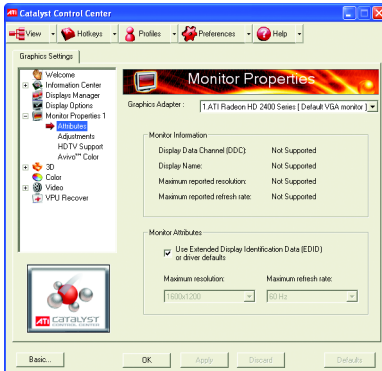 ATI Catalyst Control Center
View Hotkeys Profiles Preferences Help
Graphics Settings
Welcome
Information Center
Displays Manager
Display Options
Monitor Properties 1
Attributes
Adjustments
HDTV Support
Avivo™ Color
3D
Color
Video
VPU Recover
Monitor Properties
Graphics Adapter : 1.ATI Radeon HD 2400 Series [ Default VGA monitor ]
Monitor Information
Display Data Channel (DDC): Not Supported
Display Name: Not Supported
Maximum reported resolution: Not Supported
Maximum reported refresh rate: Not Supported
Monitor Attributes
Use Extended Display Identification Data (EDID)
or driver defaults
Maximum resolution: Maximum refresh rate:
1600x1200 60 Hz
ATI CATALYST
CONTROL CENTER
Basic... OK Apply Discard Defaults